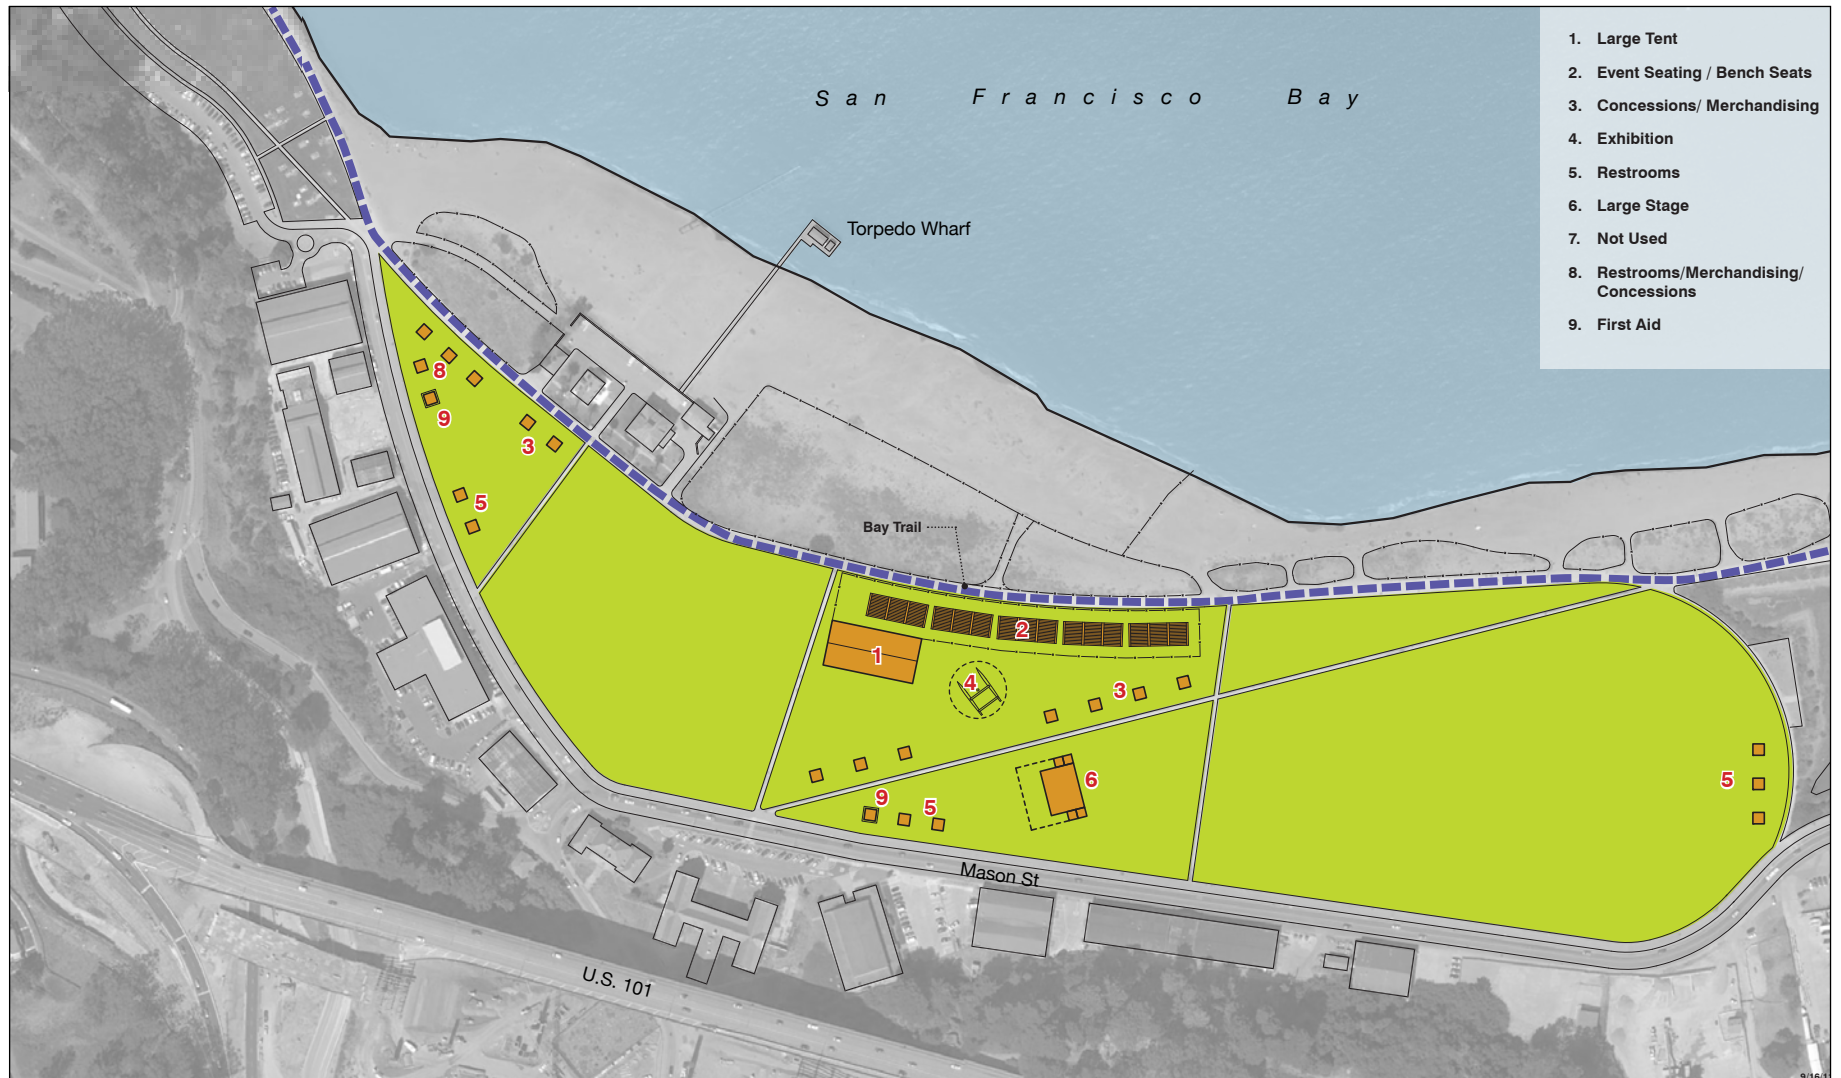 San Francisco Bay
1. Large Tent
2. Event Seating / Bench Seats
3. Concessions/ Merchandising
4. Exhibition
5. Restrooms
6. Large Stage
7. Not Used
8. Restrooms/Merchandising/
Concessions
9. First Aid
Torpedo Wharf
8
9
3
5
Bay Trail
2
1
4
3
6
5
9
5
Mason St
U.S. 101